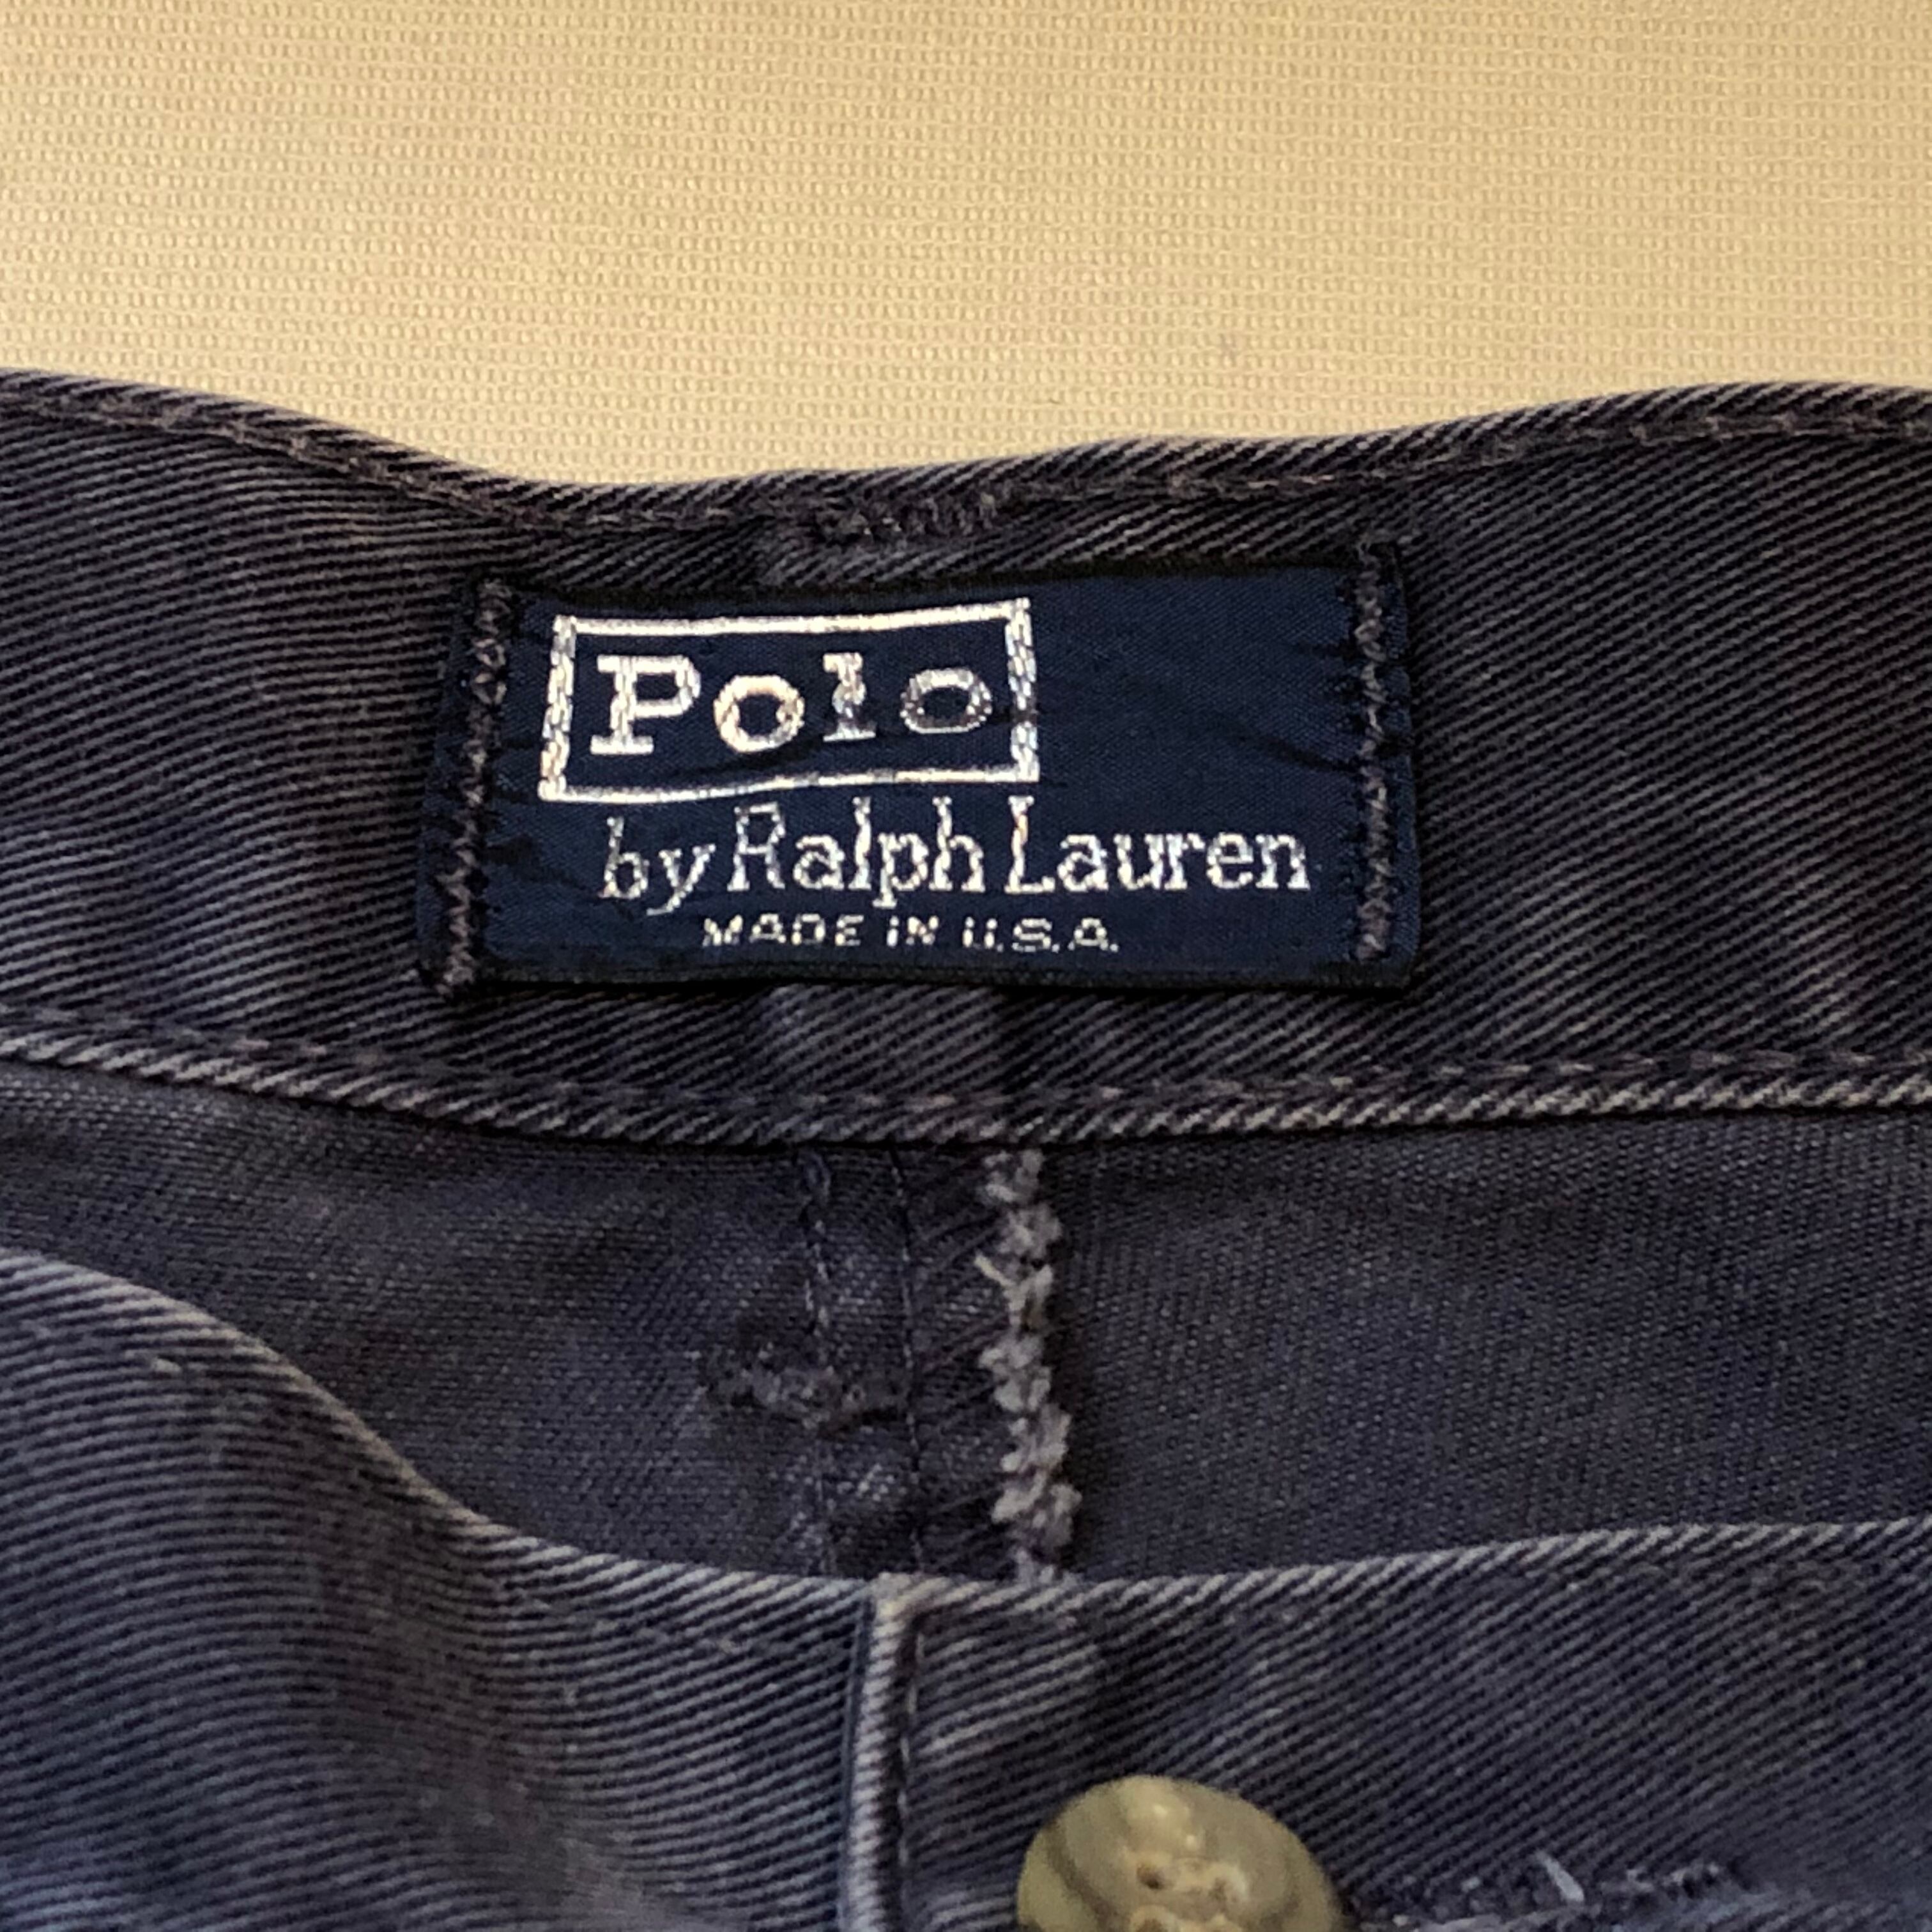 Polo
by Ralph Lauren
MADE IN U.S.A.